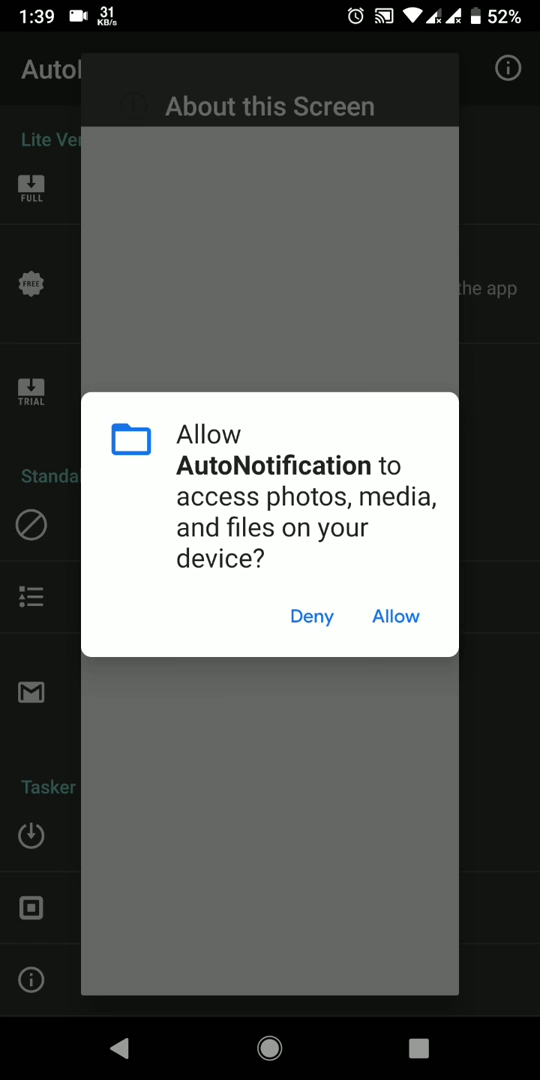 1:39 31 KB/s 52%
Auto
About this Screen
Lite Ver
FULL
FREE
the app
TRIAL
Allow
AutoNotification to
access photos, media,
and files on your
device?
Standa
Deny Allow
Tasker